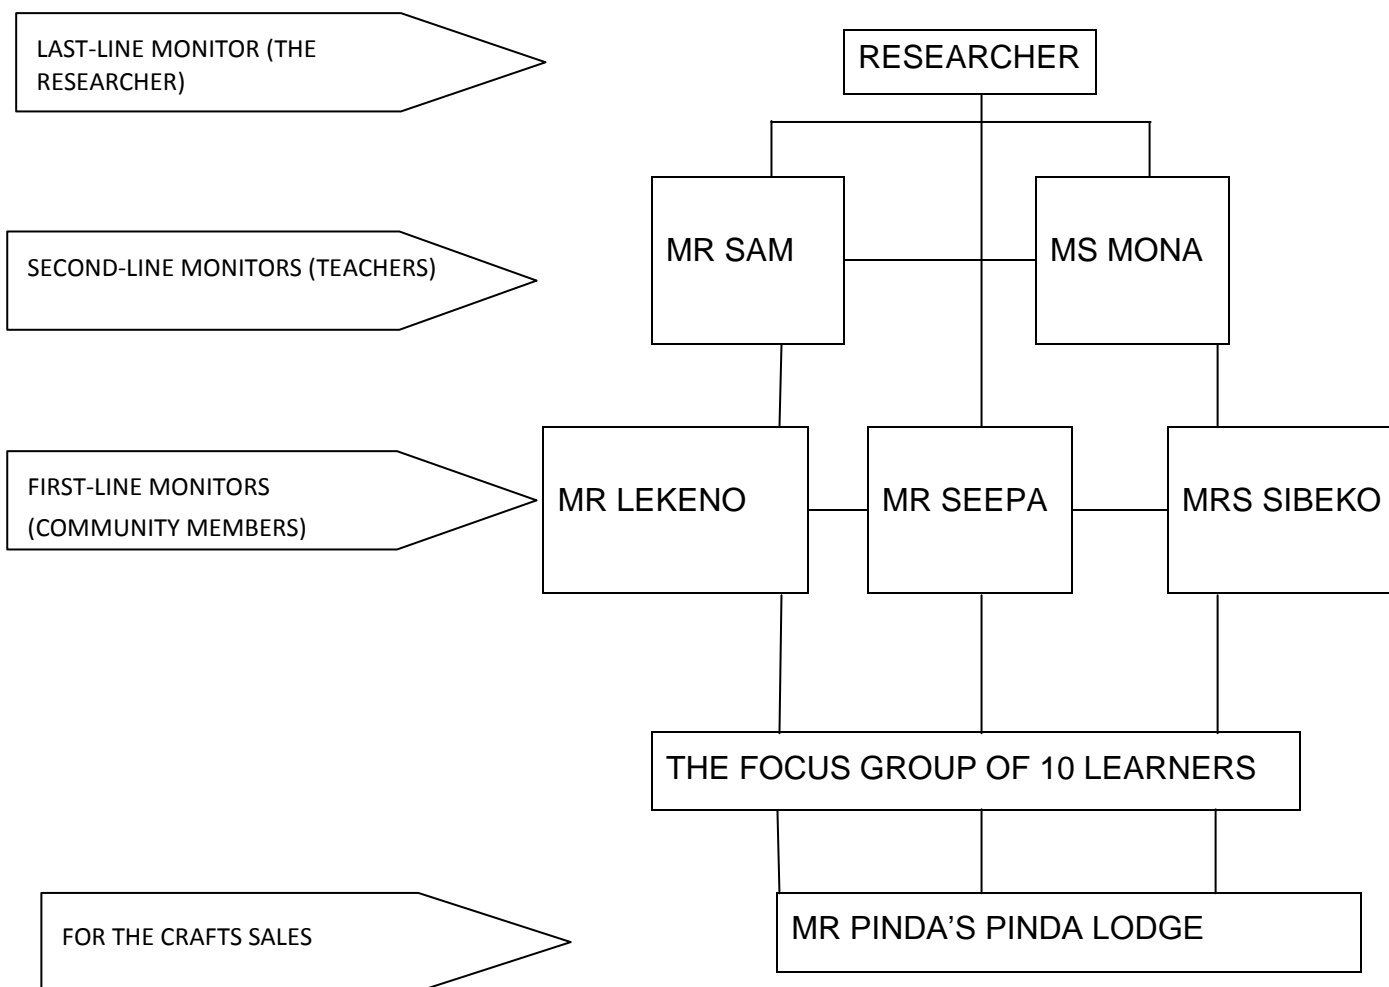 LAST-LINE MONITOR (THE
RESEARCHER)
RESEARCHER
SECOND-LINE MONITORS (TEACHERS)
MR SAM
MS MONA
FIRST-LINE MONITORS
(COMMUNITY MEMBERS)
MR LEKENO
MR SEEPA
MRS SIBEKO
THE FOCUS GROUP OF 10 LEARNERS
FOR THE CRAFTS SALES
MR PINDA’S PINDA LODGE